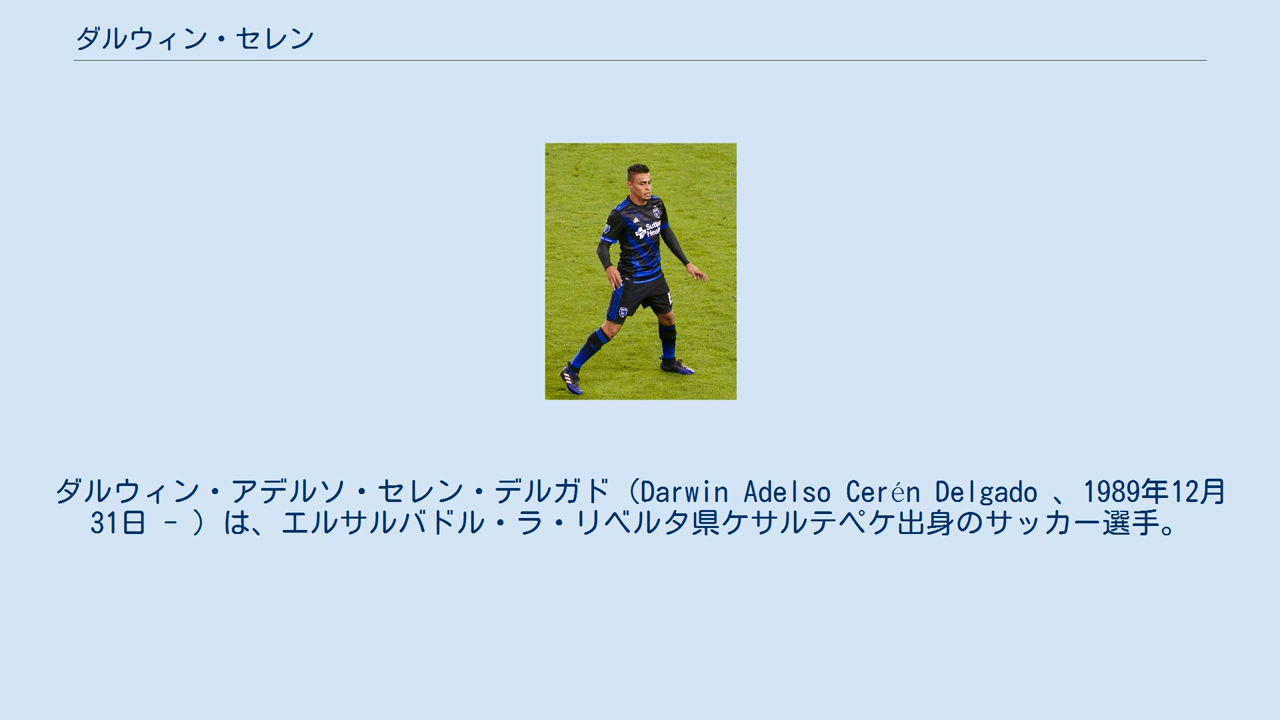 ダルウィン・セレン
Sutter
Health
ダルウィン・アデルソ・セレン・デルガド（Darwin Adelso Cerén Delgado 、1989年12月
31日 - ）は、エルサルバドル・ラ・リベルタ県ケサルテペケ出身のサッカー選手。